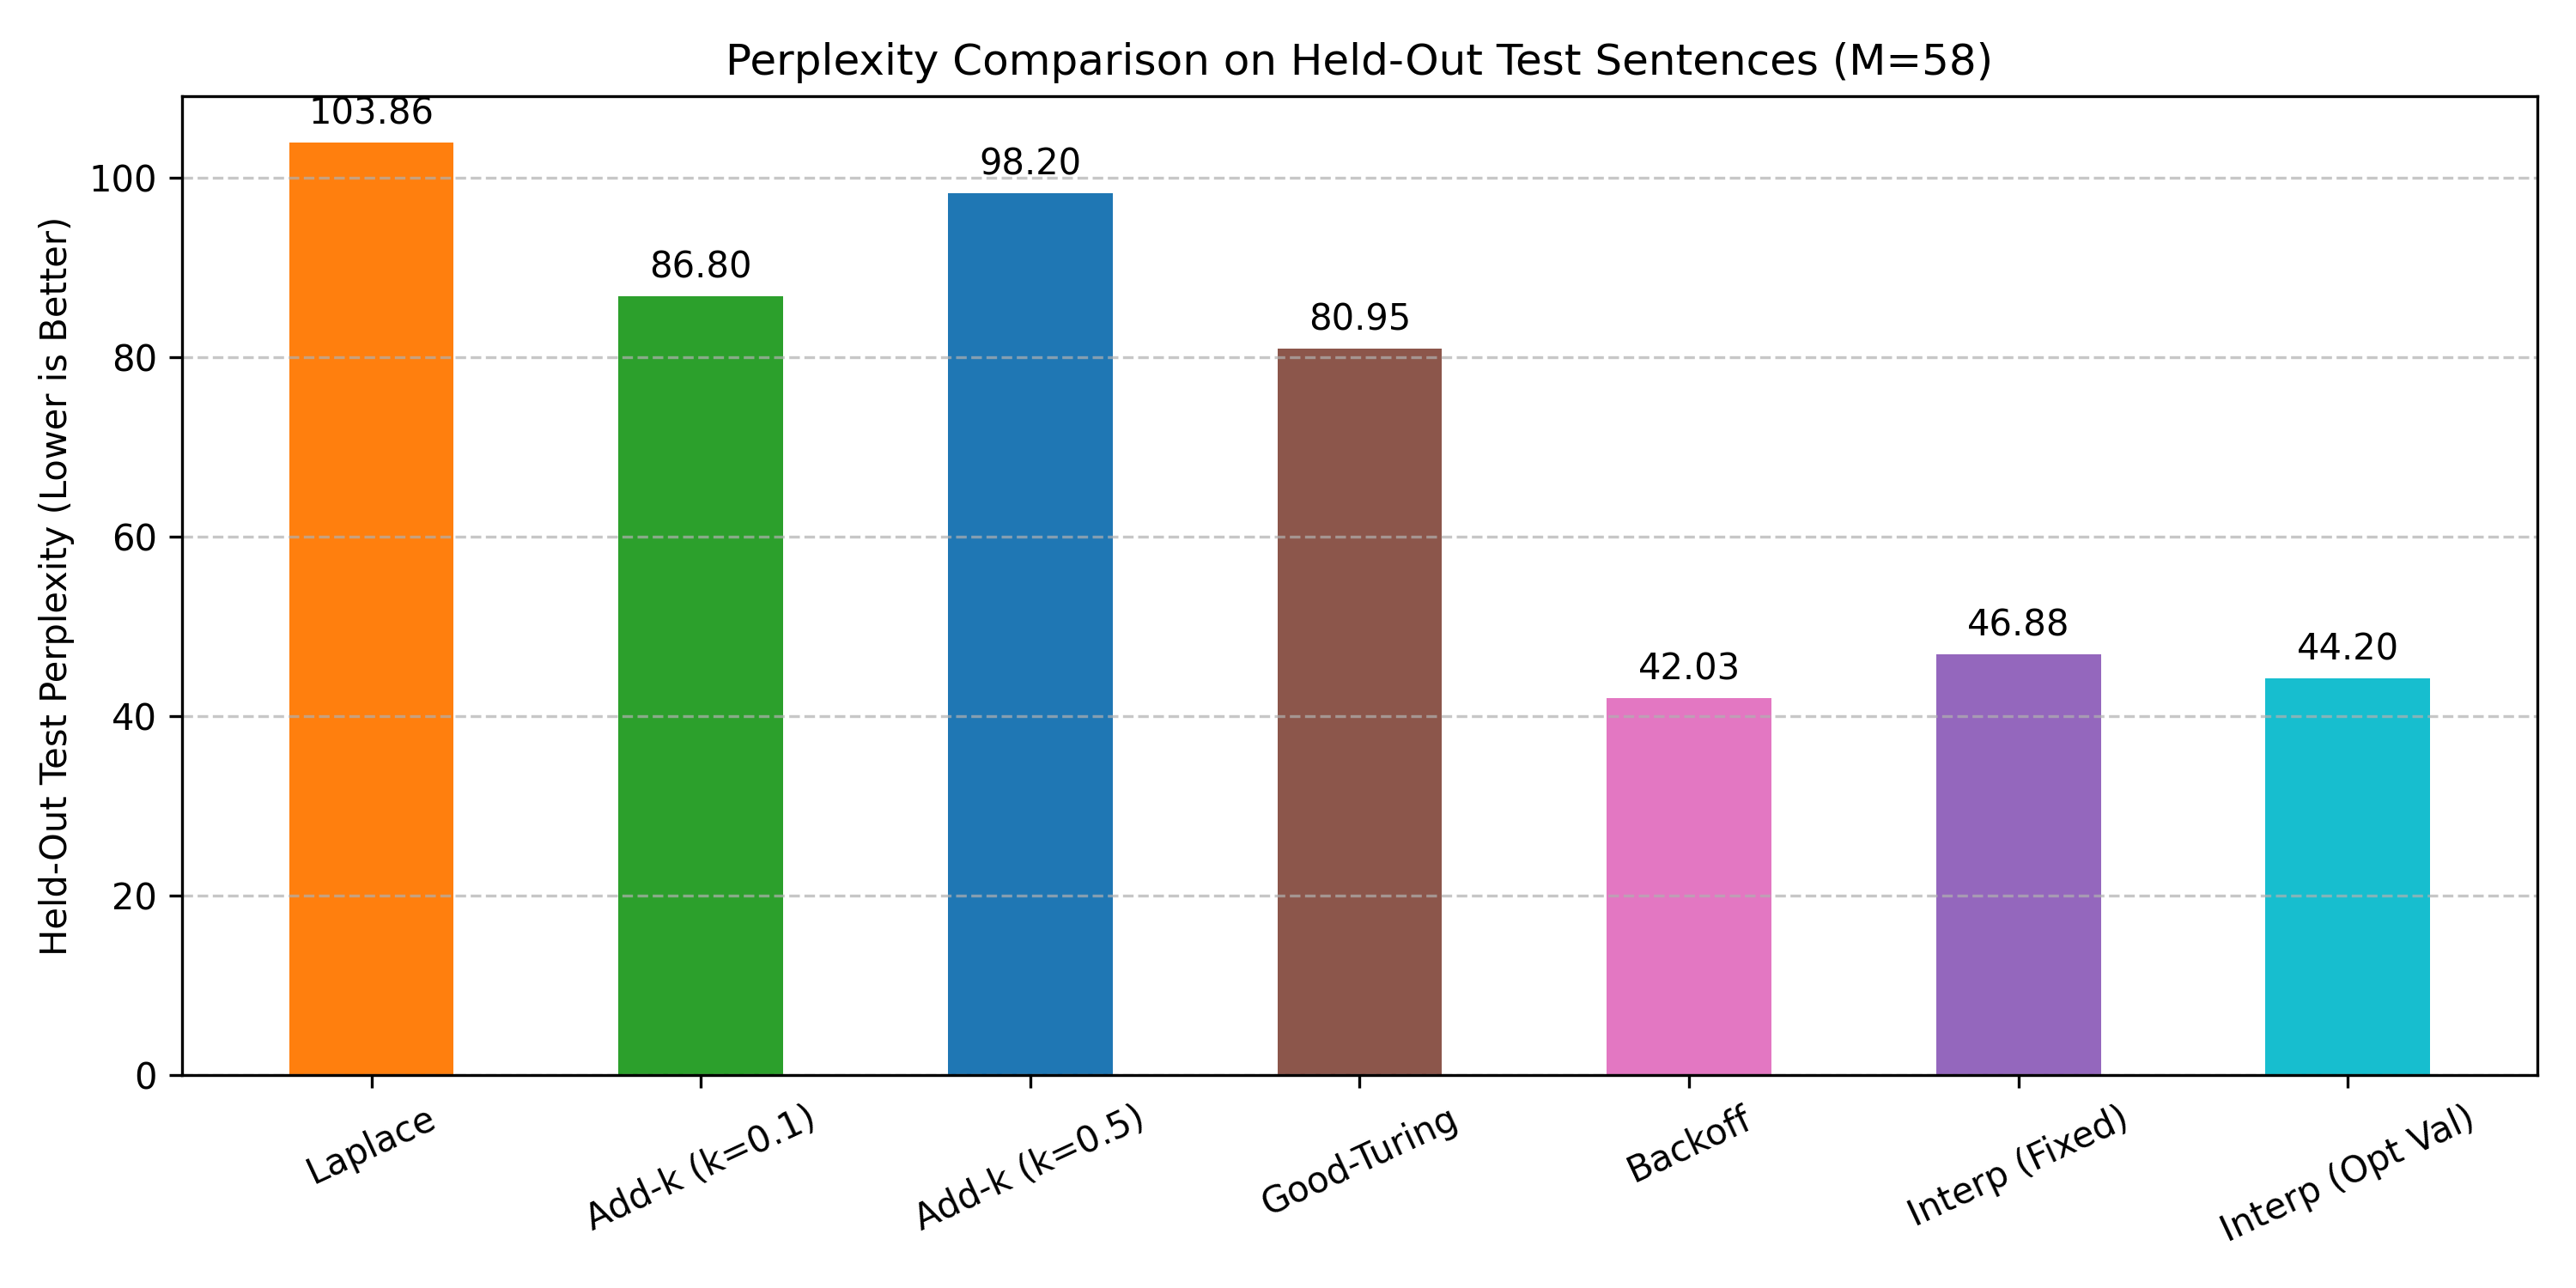 Perplexity Comparison on Held-Out Test Sentences (M=58)
Held-Out Test Perplexity (Lower is Better)
100
80
60
40
20
0
103.86
86.80
98.20
80.95
42.03
46.88
44.20
Laplace
Add-k (k=0.1)
Add-k (k=0.5)
Good-Turing
Backoff
Interp (Fixed)
Interp (Opt Val)